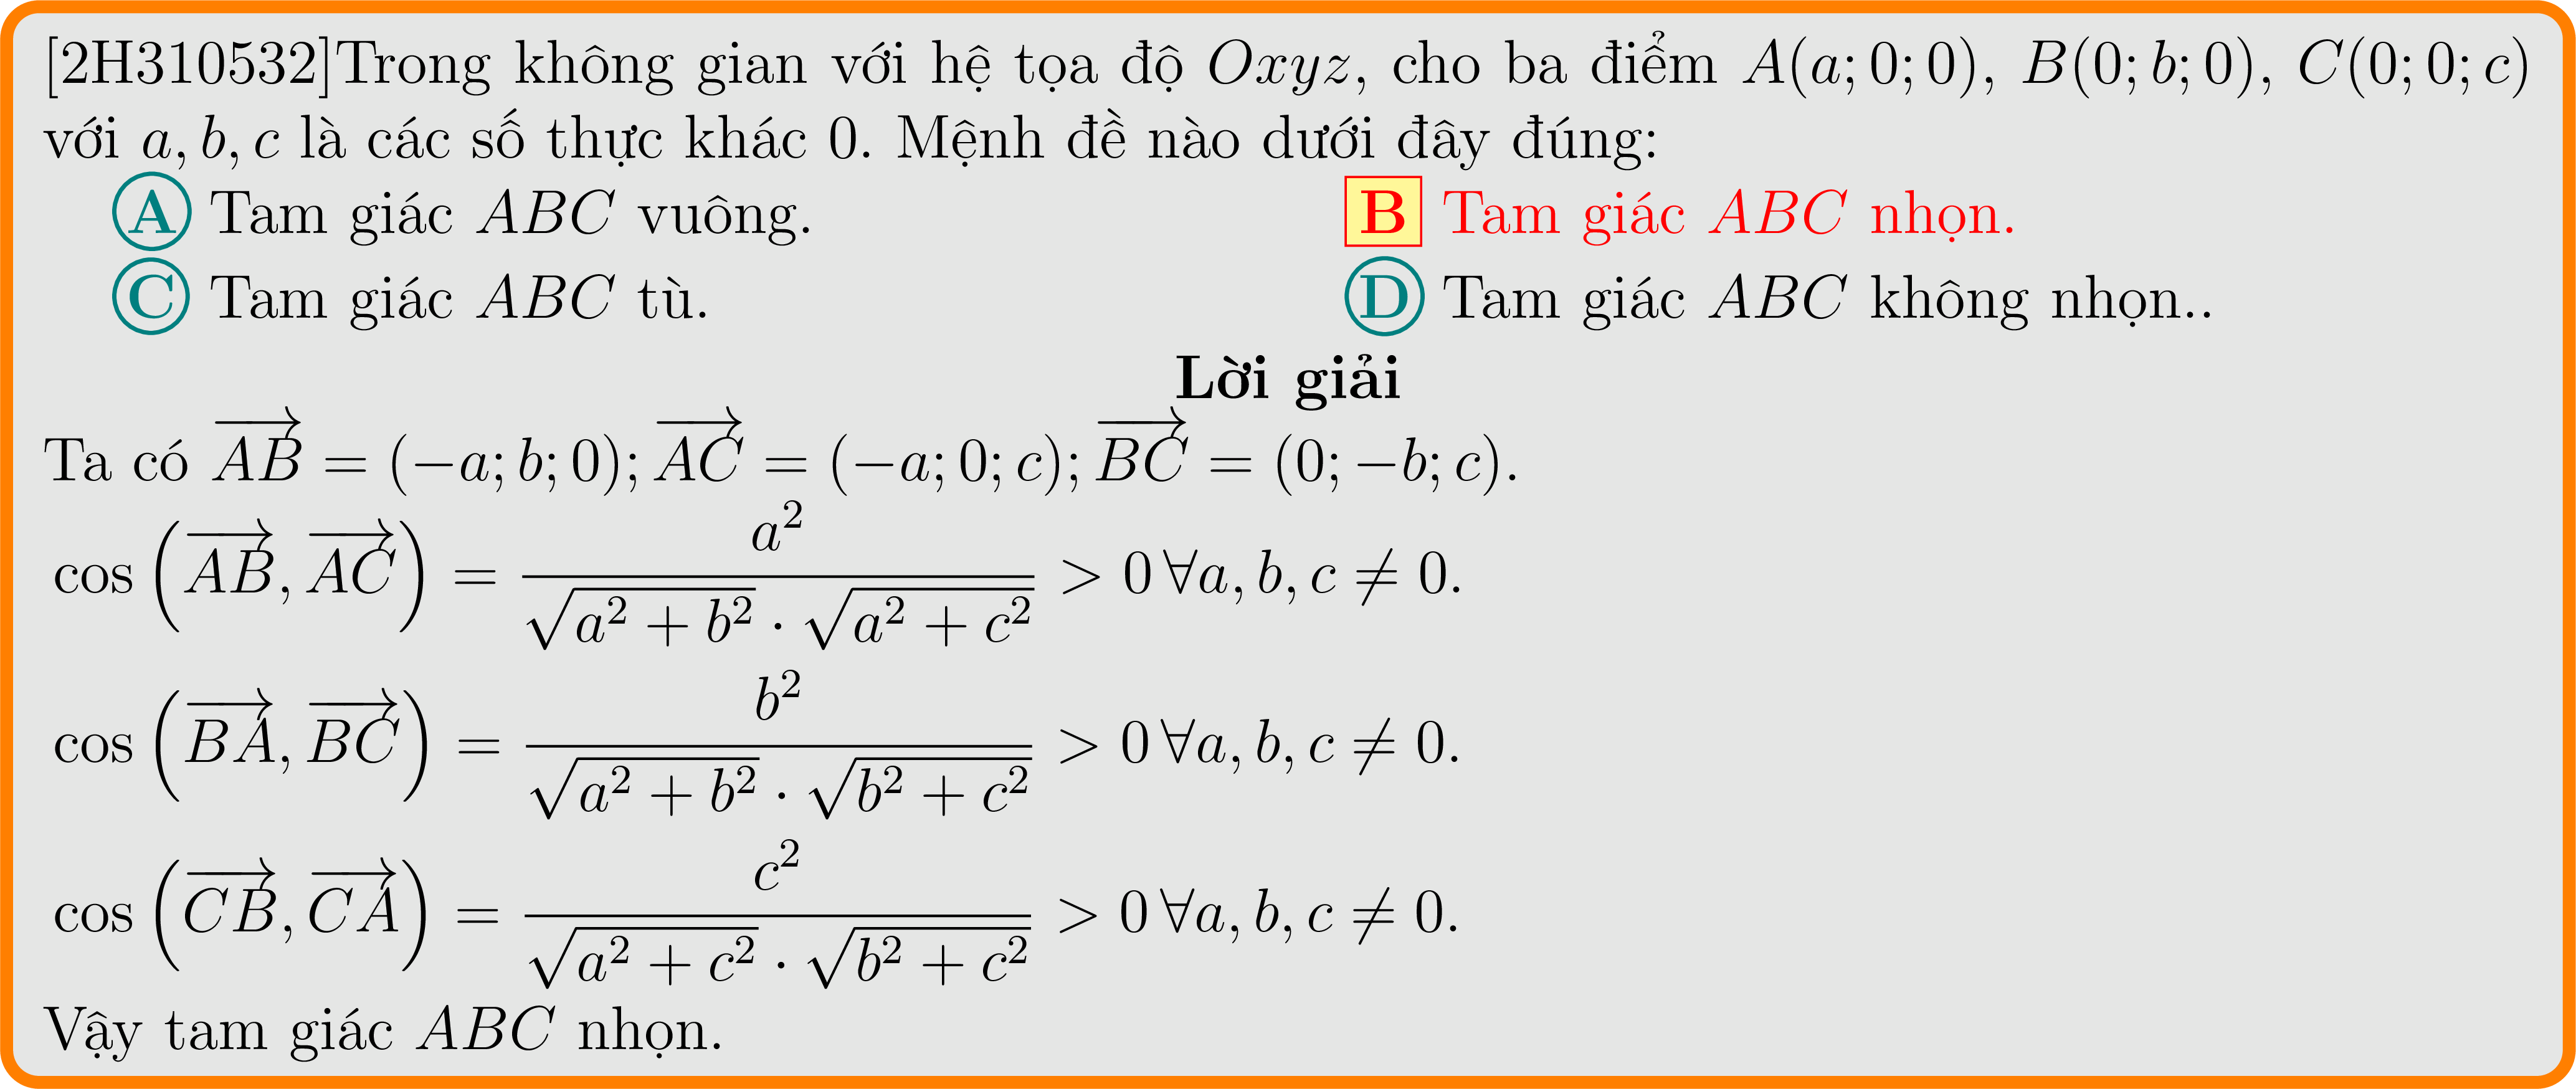 [2H310532]Trong không gian với hệ tọa độ Oxyz, cho ba điểm A(a; 0; 0), B(0; b; 0), C(0; 0; c)
với a, b, c là các số thực khác 0. Mệnh đề nào dưới đây đúng:
A Tam giác ABC vuông. B Tam giác ABC nhọn.
C Tam giác ABC tù. D Tam giác ABC không nhọn..
Lời giải
Ta có $\overrightarrow{AB} = (-a; b; 0); \overrightarrow{AC} = (-a; 0; c); \overrightarrow{BC} = (0; -b; c).$
$\cos\left(\overrightarrow{AB}, \overrightarrow{AC}\right) = \frac{a^2}{\sqrt{a^2+b^2} \cdot \sqrt{a^2+c^2}} > 0 \, \forall a, b, c \neq 0.$
$\cos\left(\overrightarrow{BA}, \overrightarrow{BC}\right) = \frac{b^2}{\sqrt{a^2+b^2} \cdot \sqrt{b^2+c^2}} > 0 \, \forall a, b, c \neq 0.$
$\cos\left(\overrightarrow{CB}, \overrightarrow{CA}\right) = \frac{c^2}{\sqrt{a^2+c^2} \cdot \sqrt{b^2+c^2}} > 0 \, \forall a, b, c \neq 0.$
Vậy tam giác ABC nhọn.